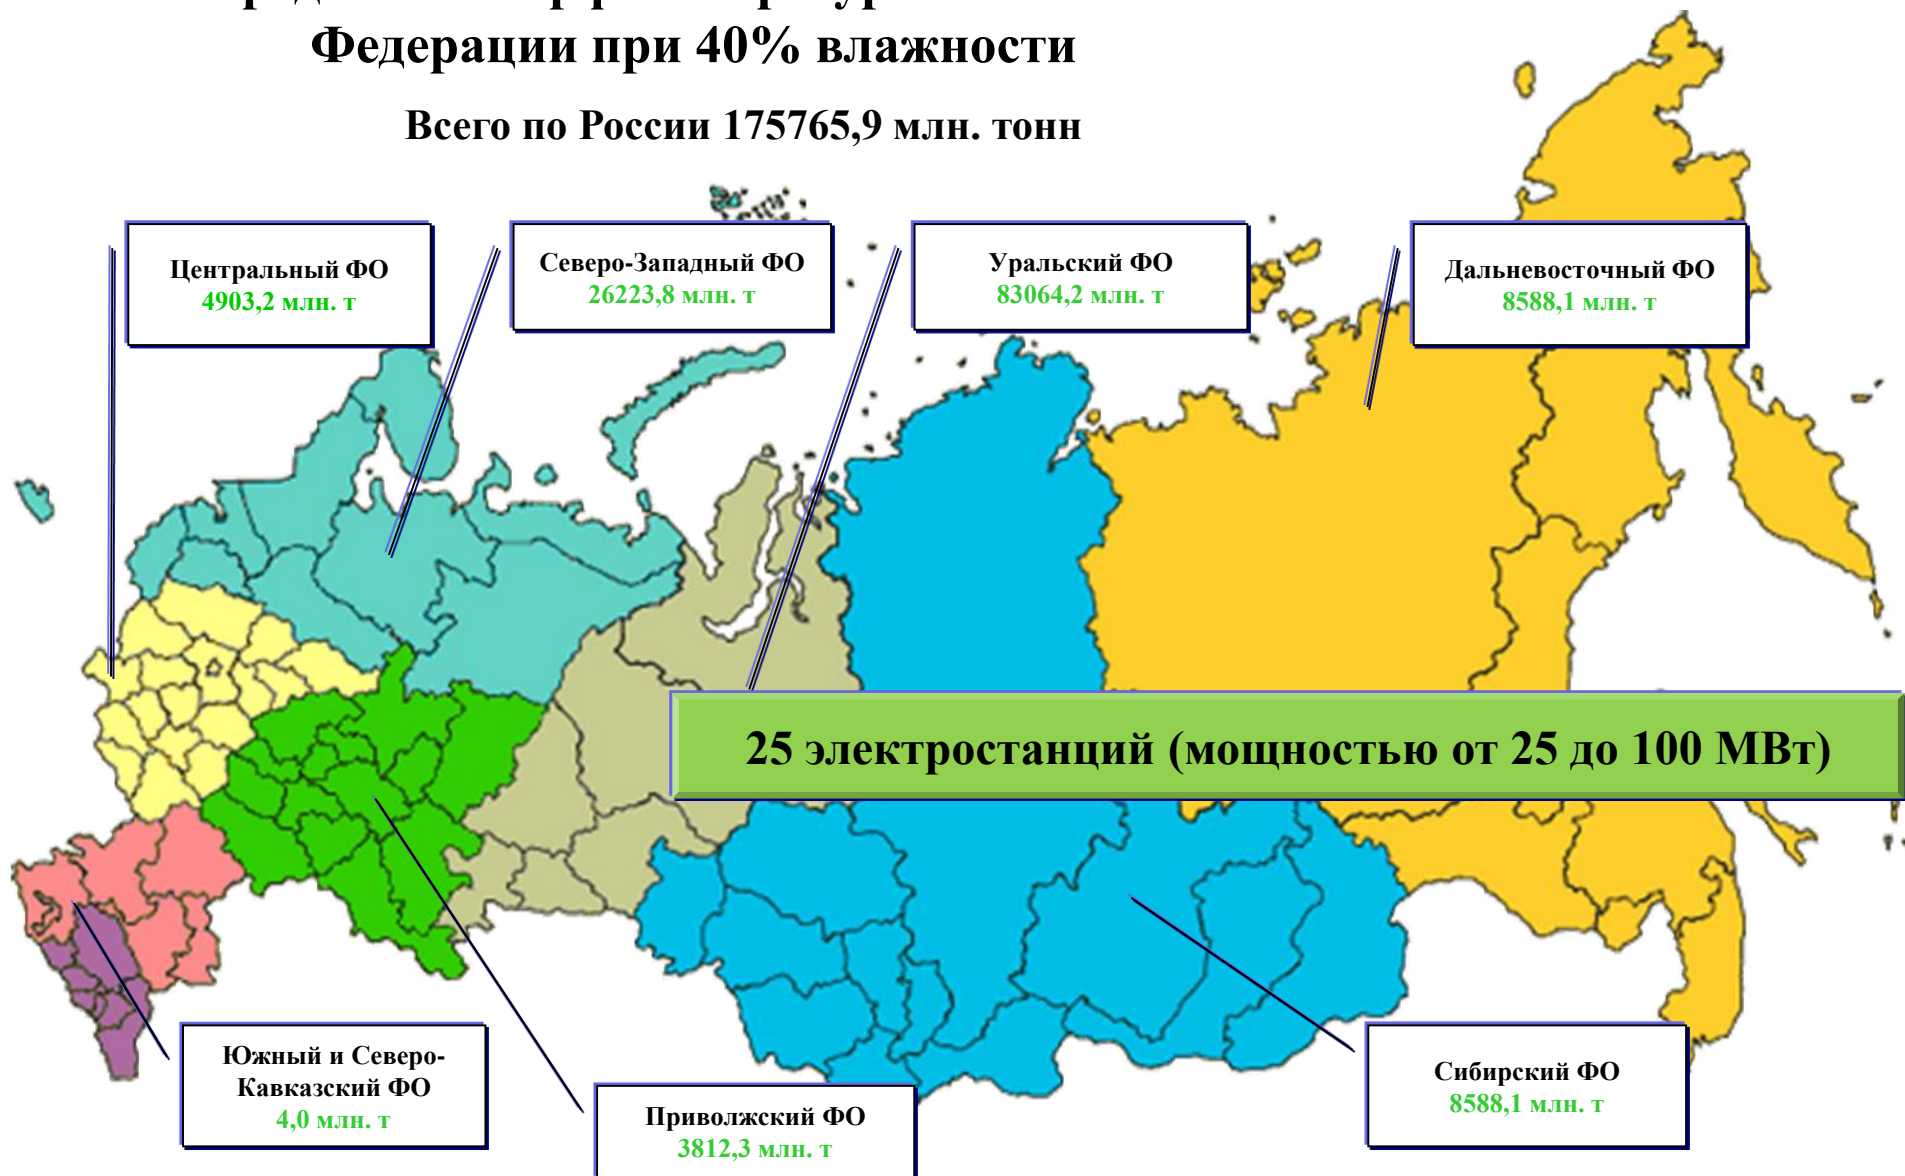 Федерации при 40% влажности
Всего по России 175765,9 млн. тонн
Центральный ФО
4903,2 млн. т
Северо-Западный ФО
26223,8 млн. т
Уральский ФО
83064,2 млн. т
Дальневосточный ФО
8588,1 млн. т
25 электростанций (мощностью от 25 до 100 МВт)
Южный и Северо-
Кавказский ФО
4,0 млн. т
Приволжский ФО
3812,3 млн. т
Сибирский ФО
8588,1 млн. т